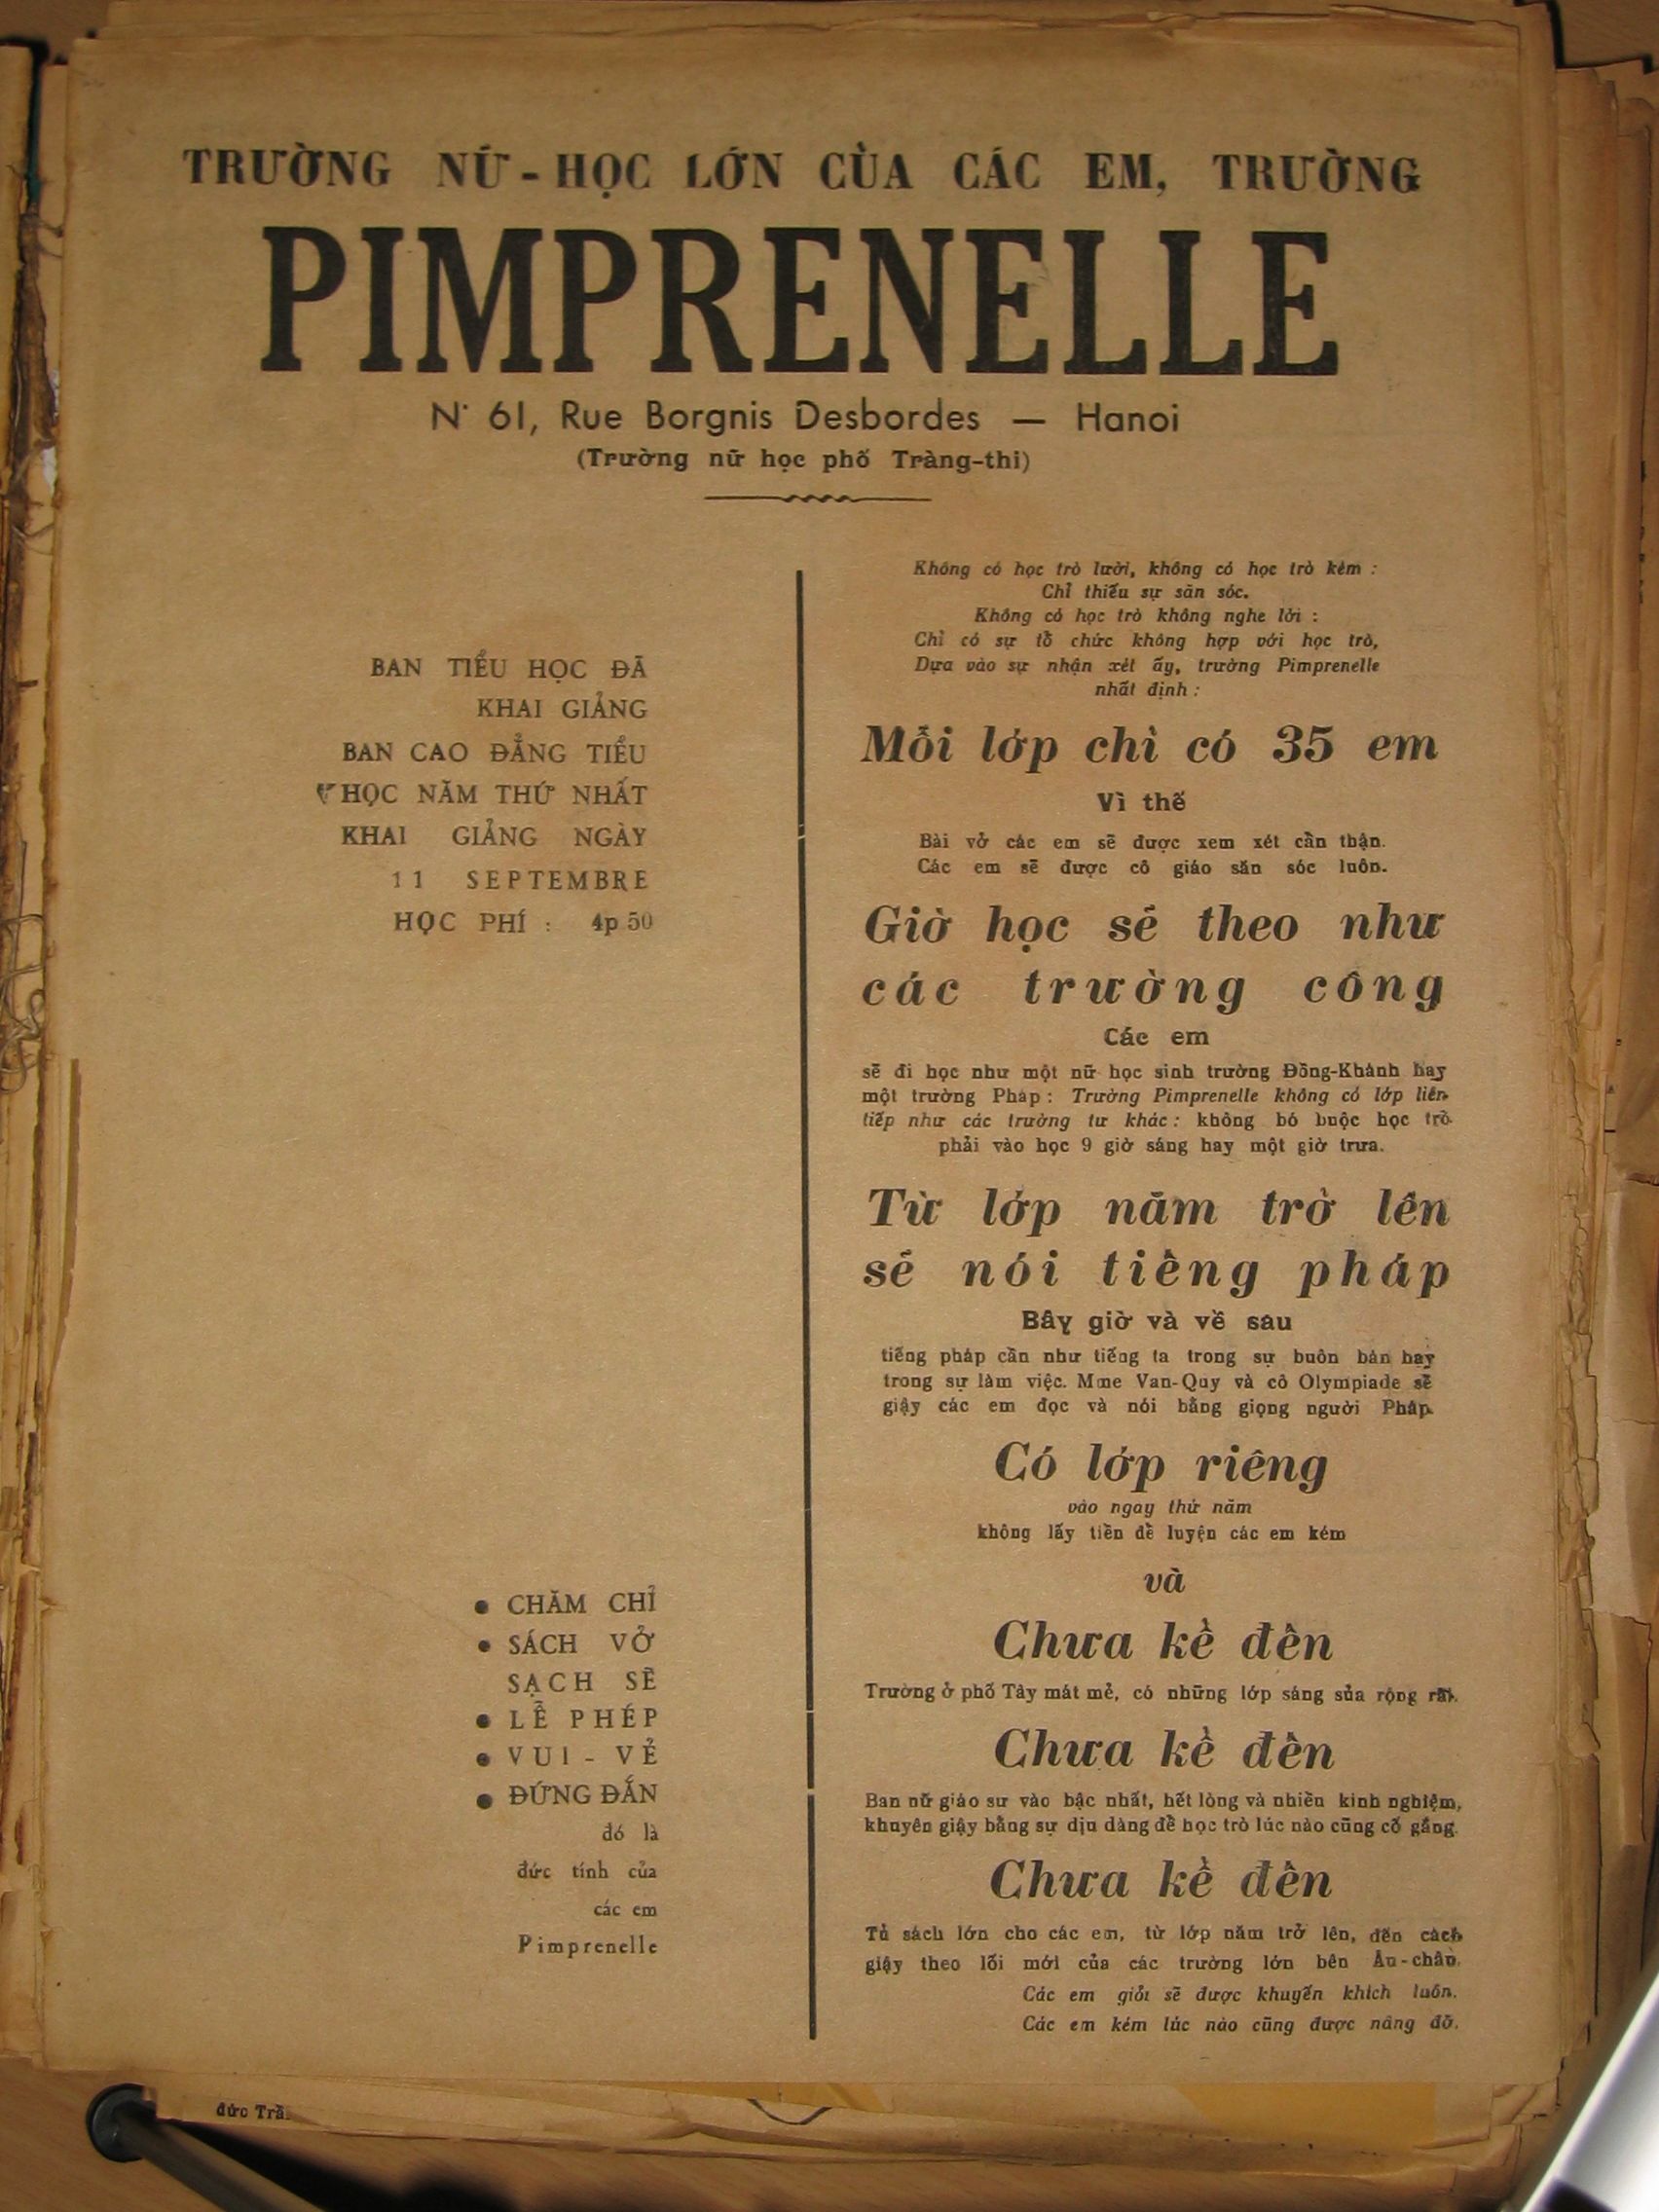 TRƯỜNG NỮ-HỌC LỚN CỦA CÁC EM, TRƯỜNG
PIMPRENELLE
N° 61, Rue Borgnis Desbordes — Hanoi
(Trường nữ học phố Tràng-thi)
BAN TIỂU HỌC ĐÃ
KHAI GIẢNG
BAN CAO ĐẲNG TIỂU
HỌC NĂM THỨ NHẤT
KHAI GIẢNG NGÀY
11 SEPTEMBRE
HỌC PHÍ : 4p.50
● CHĂM CHỈ
● SÁCH VỞ
SẠCH SẼ
● LỄ PHÉP
● VUI - VẺ
● ĐỨNG ĐẮN
đó là
đức tính của
các em
Pimprenelle
Không có học trò lười, không có học trò kém :
Chỉ thiếu sự săn sóc.
Không có học trò không nghe lời :
Chỉ có sự tổ chức không hợp với học trò,
Dựa vào sự nhận xét ấy, trường Pimprenelle
nhất định :
Mỗi lớp chỉ có 35 em
Vì thế
Bài vở các em sẽ được xem xét cẩn thận.
Các em sẽ được cô giáo săn sóc luôn.
Giờ học sẽ theo như
các trường công
Các em
sẽ đi học như một nữ học sinh trường Đồng-Khánh hay
một trường Pháp : Trường Pimprenelle không có lớp liên
tiếp như các trường tư khác : không bó buộc học trò
phải vào học 9 giờ sáng hay một giờ trưa.
Từ lớp năm trở lên
sẽ nói tiếng pháp
Bây giờ và về sau
tiếng pháp cần như tiếng ta trong sự buôn bán hay
trong sự làm việc. Mme Van-Quy và cô Olympiade sẽ
giậy các em đọc và nói bằng giọng người Pháp.
Có lớp riêng
vào ngay thứ năm
không lấy tiền để luyện các em kém
và
Chưa kể đến
Trường ở phố Tây mát mẻ, có những lớp sáng sủa rộng rãi.
Chưa kể đến
Ban nữ giáo sư vào bậc nhất, hết lòng và nhiều kinh nghiệm,
khuyên giậy bằng sự dịu dàng để học trò lúc nào cũng cố gắng.
Chưa kể đến
Tủ sách lớn cho các em, từ lớp năm trở lên, đến cách
giậy theo lối mới của các trường lớn bên Âu-châu.
Các em giỏi sẽ được khuyến khích luôn.
Các em kém lúc nào cũng được nâng đỡ.
đức Trầ